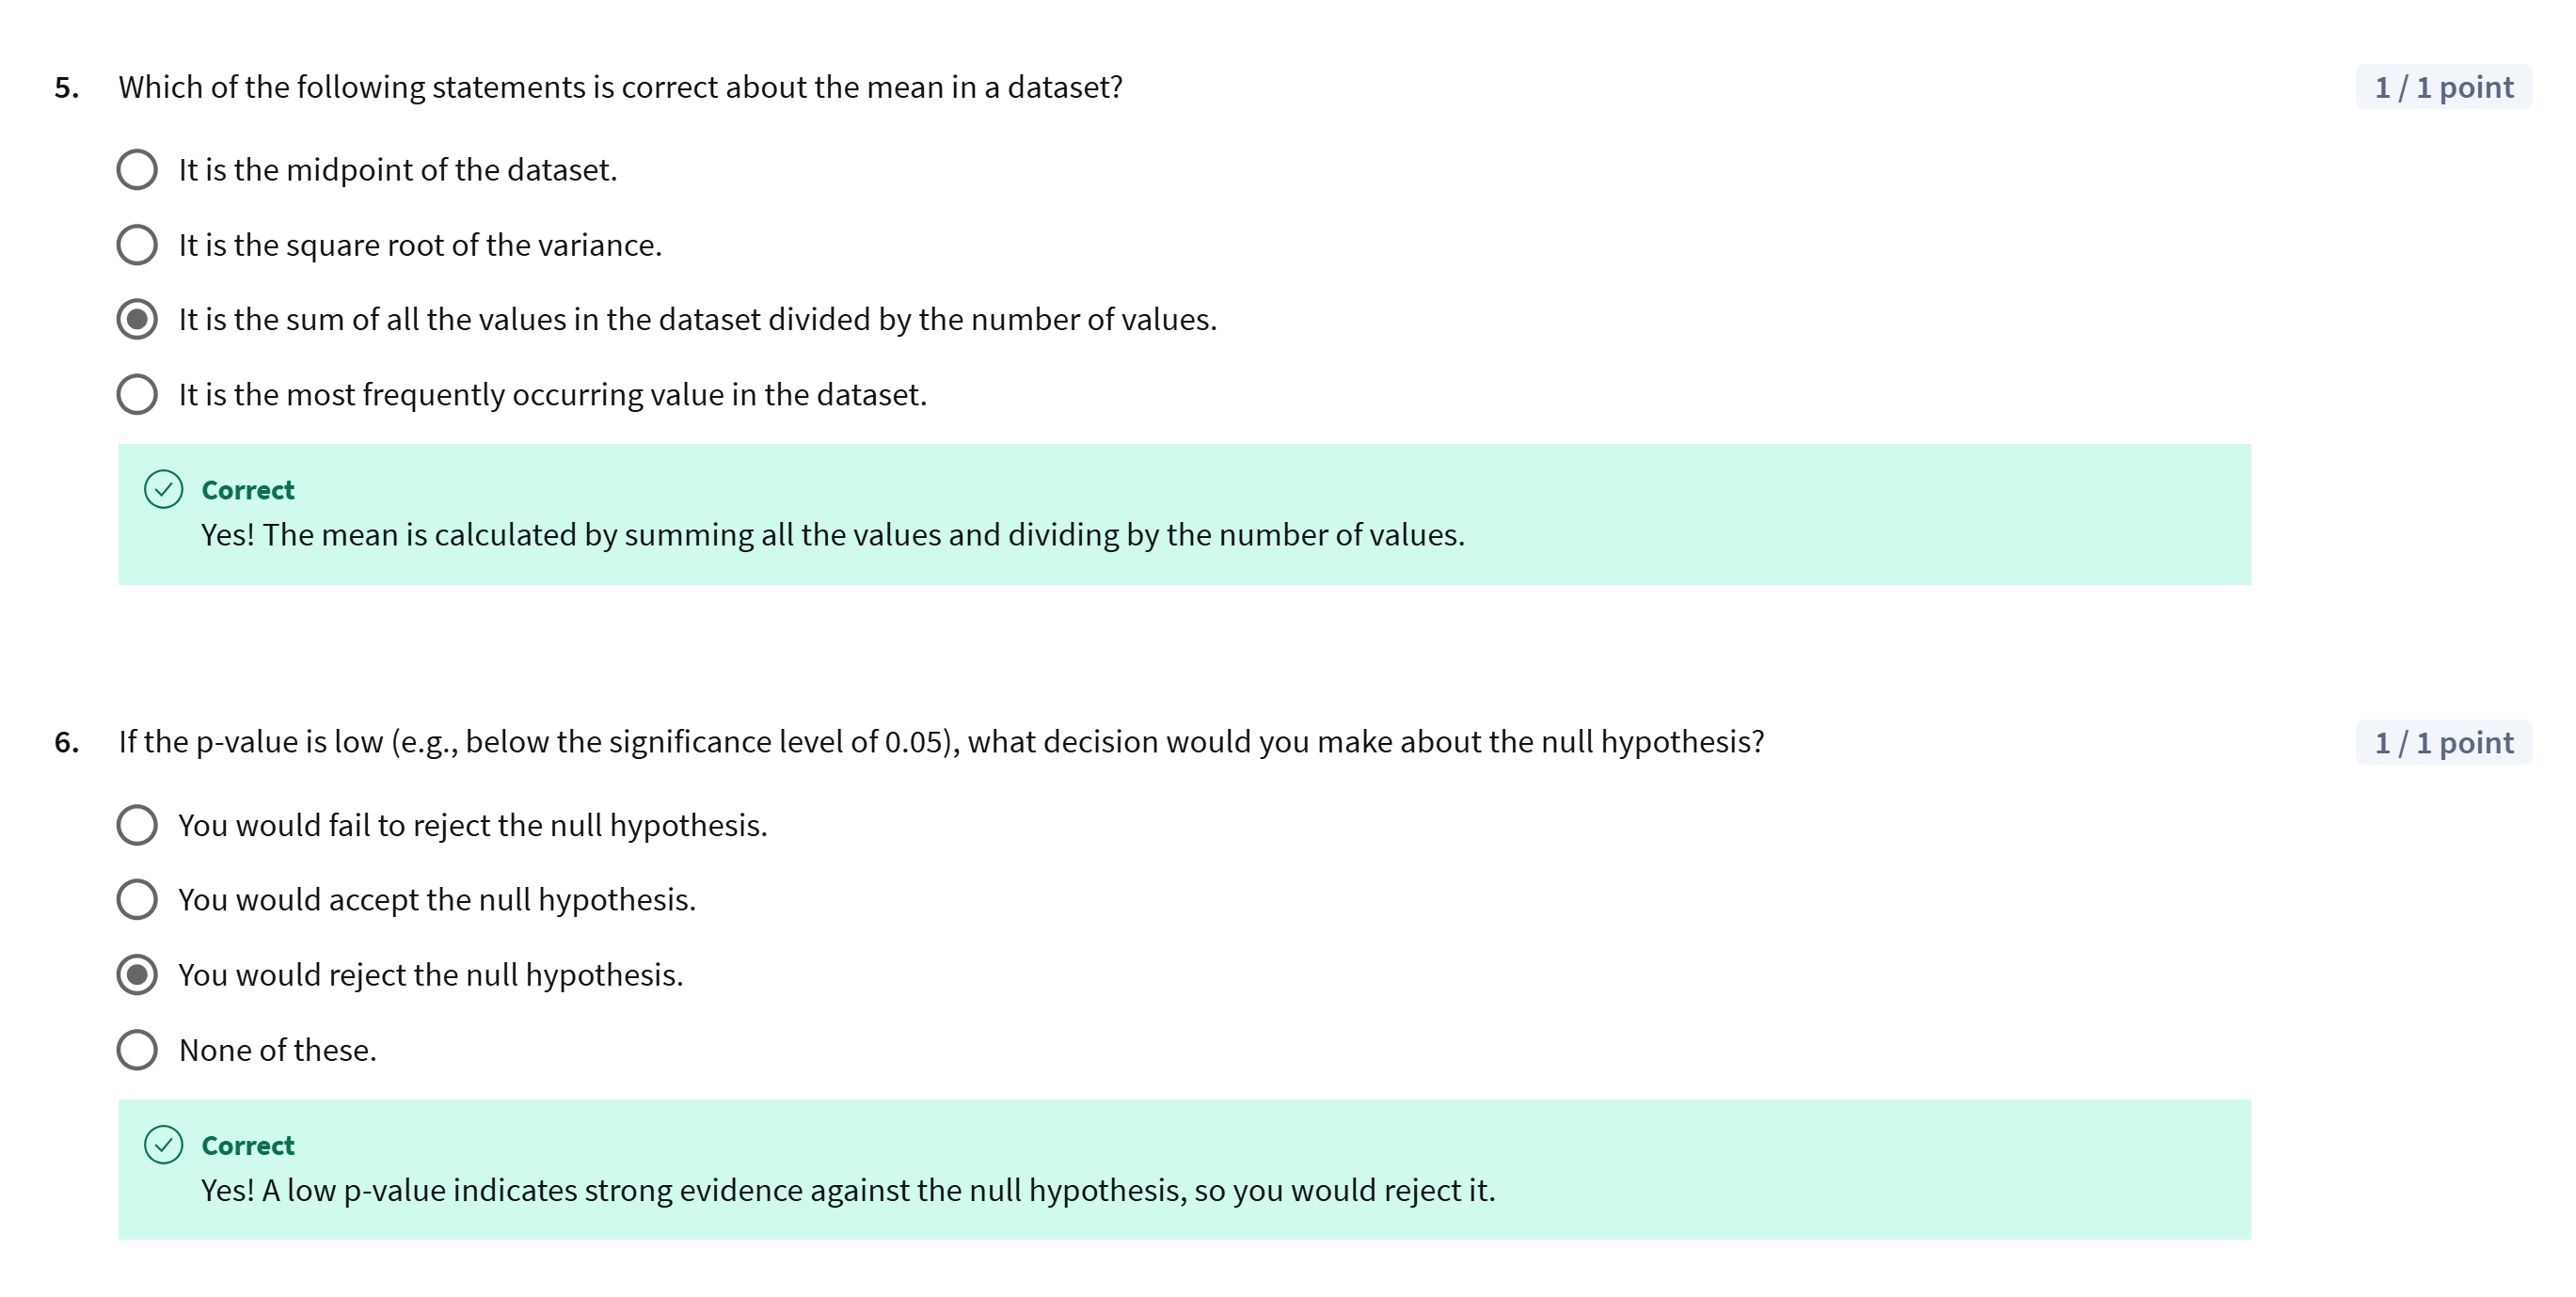 5. Which of the following statements is correct about the mean in a dataset? 1 / 1 point
It is the midpoint of the dataset.
It is the square root of the variance.
It is the sum of all the values in the dataset divided by the number of values.
It is the most frequently occurring value in the dataset.
Correct
Yes! The mean is calculated by summing all the values and dividing by the number of values.
6. If the p-value is low (e.g., below the significance level of 0.05), what decision would you make about the null hypothesis? 1 / 1 point
You would fail to reject the null hypothesis.
You would accept the null hypothesis.
You would reject the null hypothesis.
None of these.
Correct
Yes! A low p-value indicates strong evidence against the null hypothesis, so you would reject it.